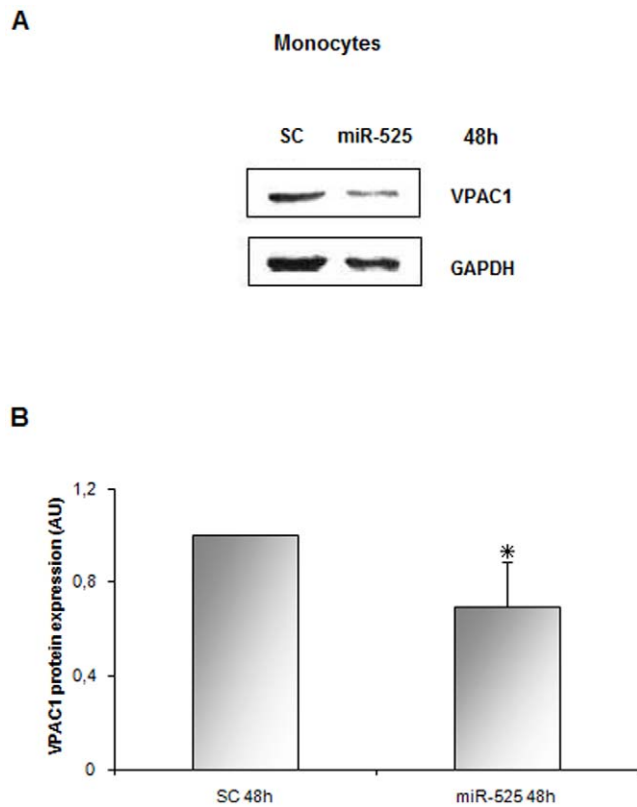 A
Monocytes
SC miR-525 48h
VPAC1
GAPDH
B
VPAC1 protein expression (AU)
1,2
0,8
0,4
0
*
SC 48h miR-525 48h